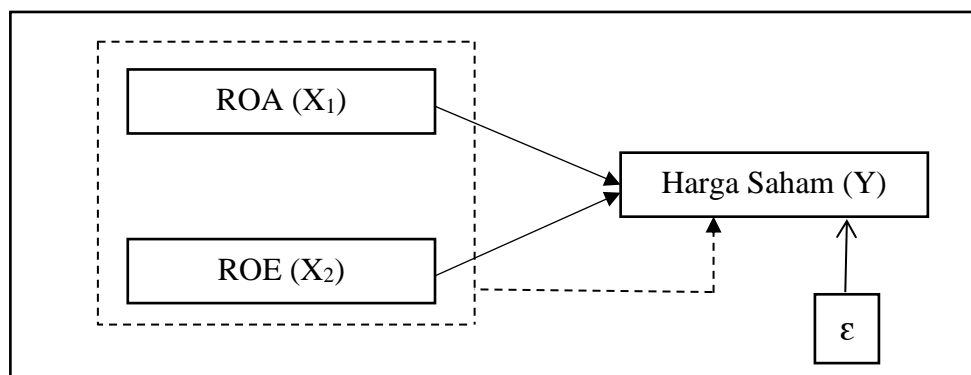 ROA (X₁)
Harga Saham (Y)
ROE (X₂)
ε